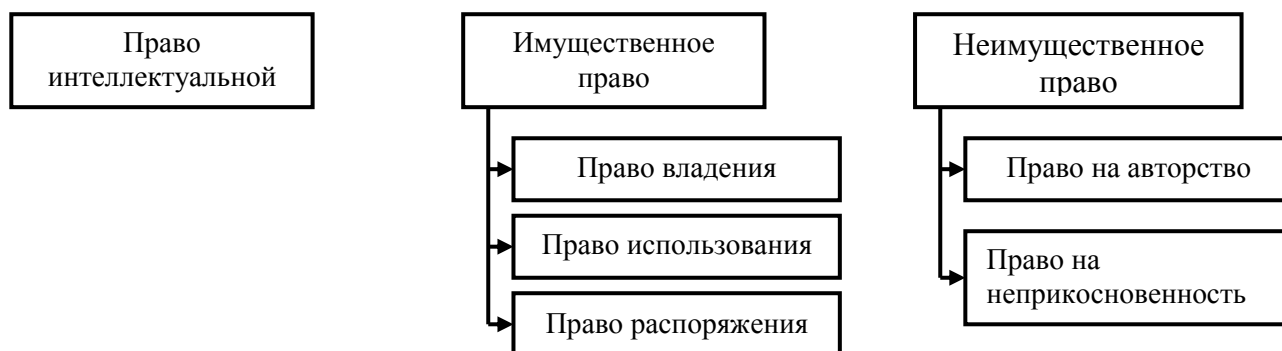 Право
интеллектуальной
Имущественное
право
Право владения
Право использования
Право распоряжения
Неимущественное
право
Право на авторство
Право на
неприкосновенность